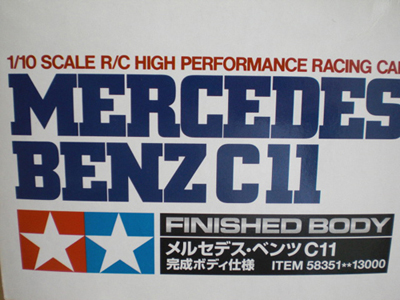 1/10 SCALE R/C HIGH PERFORMANCE RACING CA
MERCEDES
BENZ C11
FINISHED BODY
メルセデス・ベンツ C11
完成ボディ仕様 ITEM 58351**13000